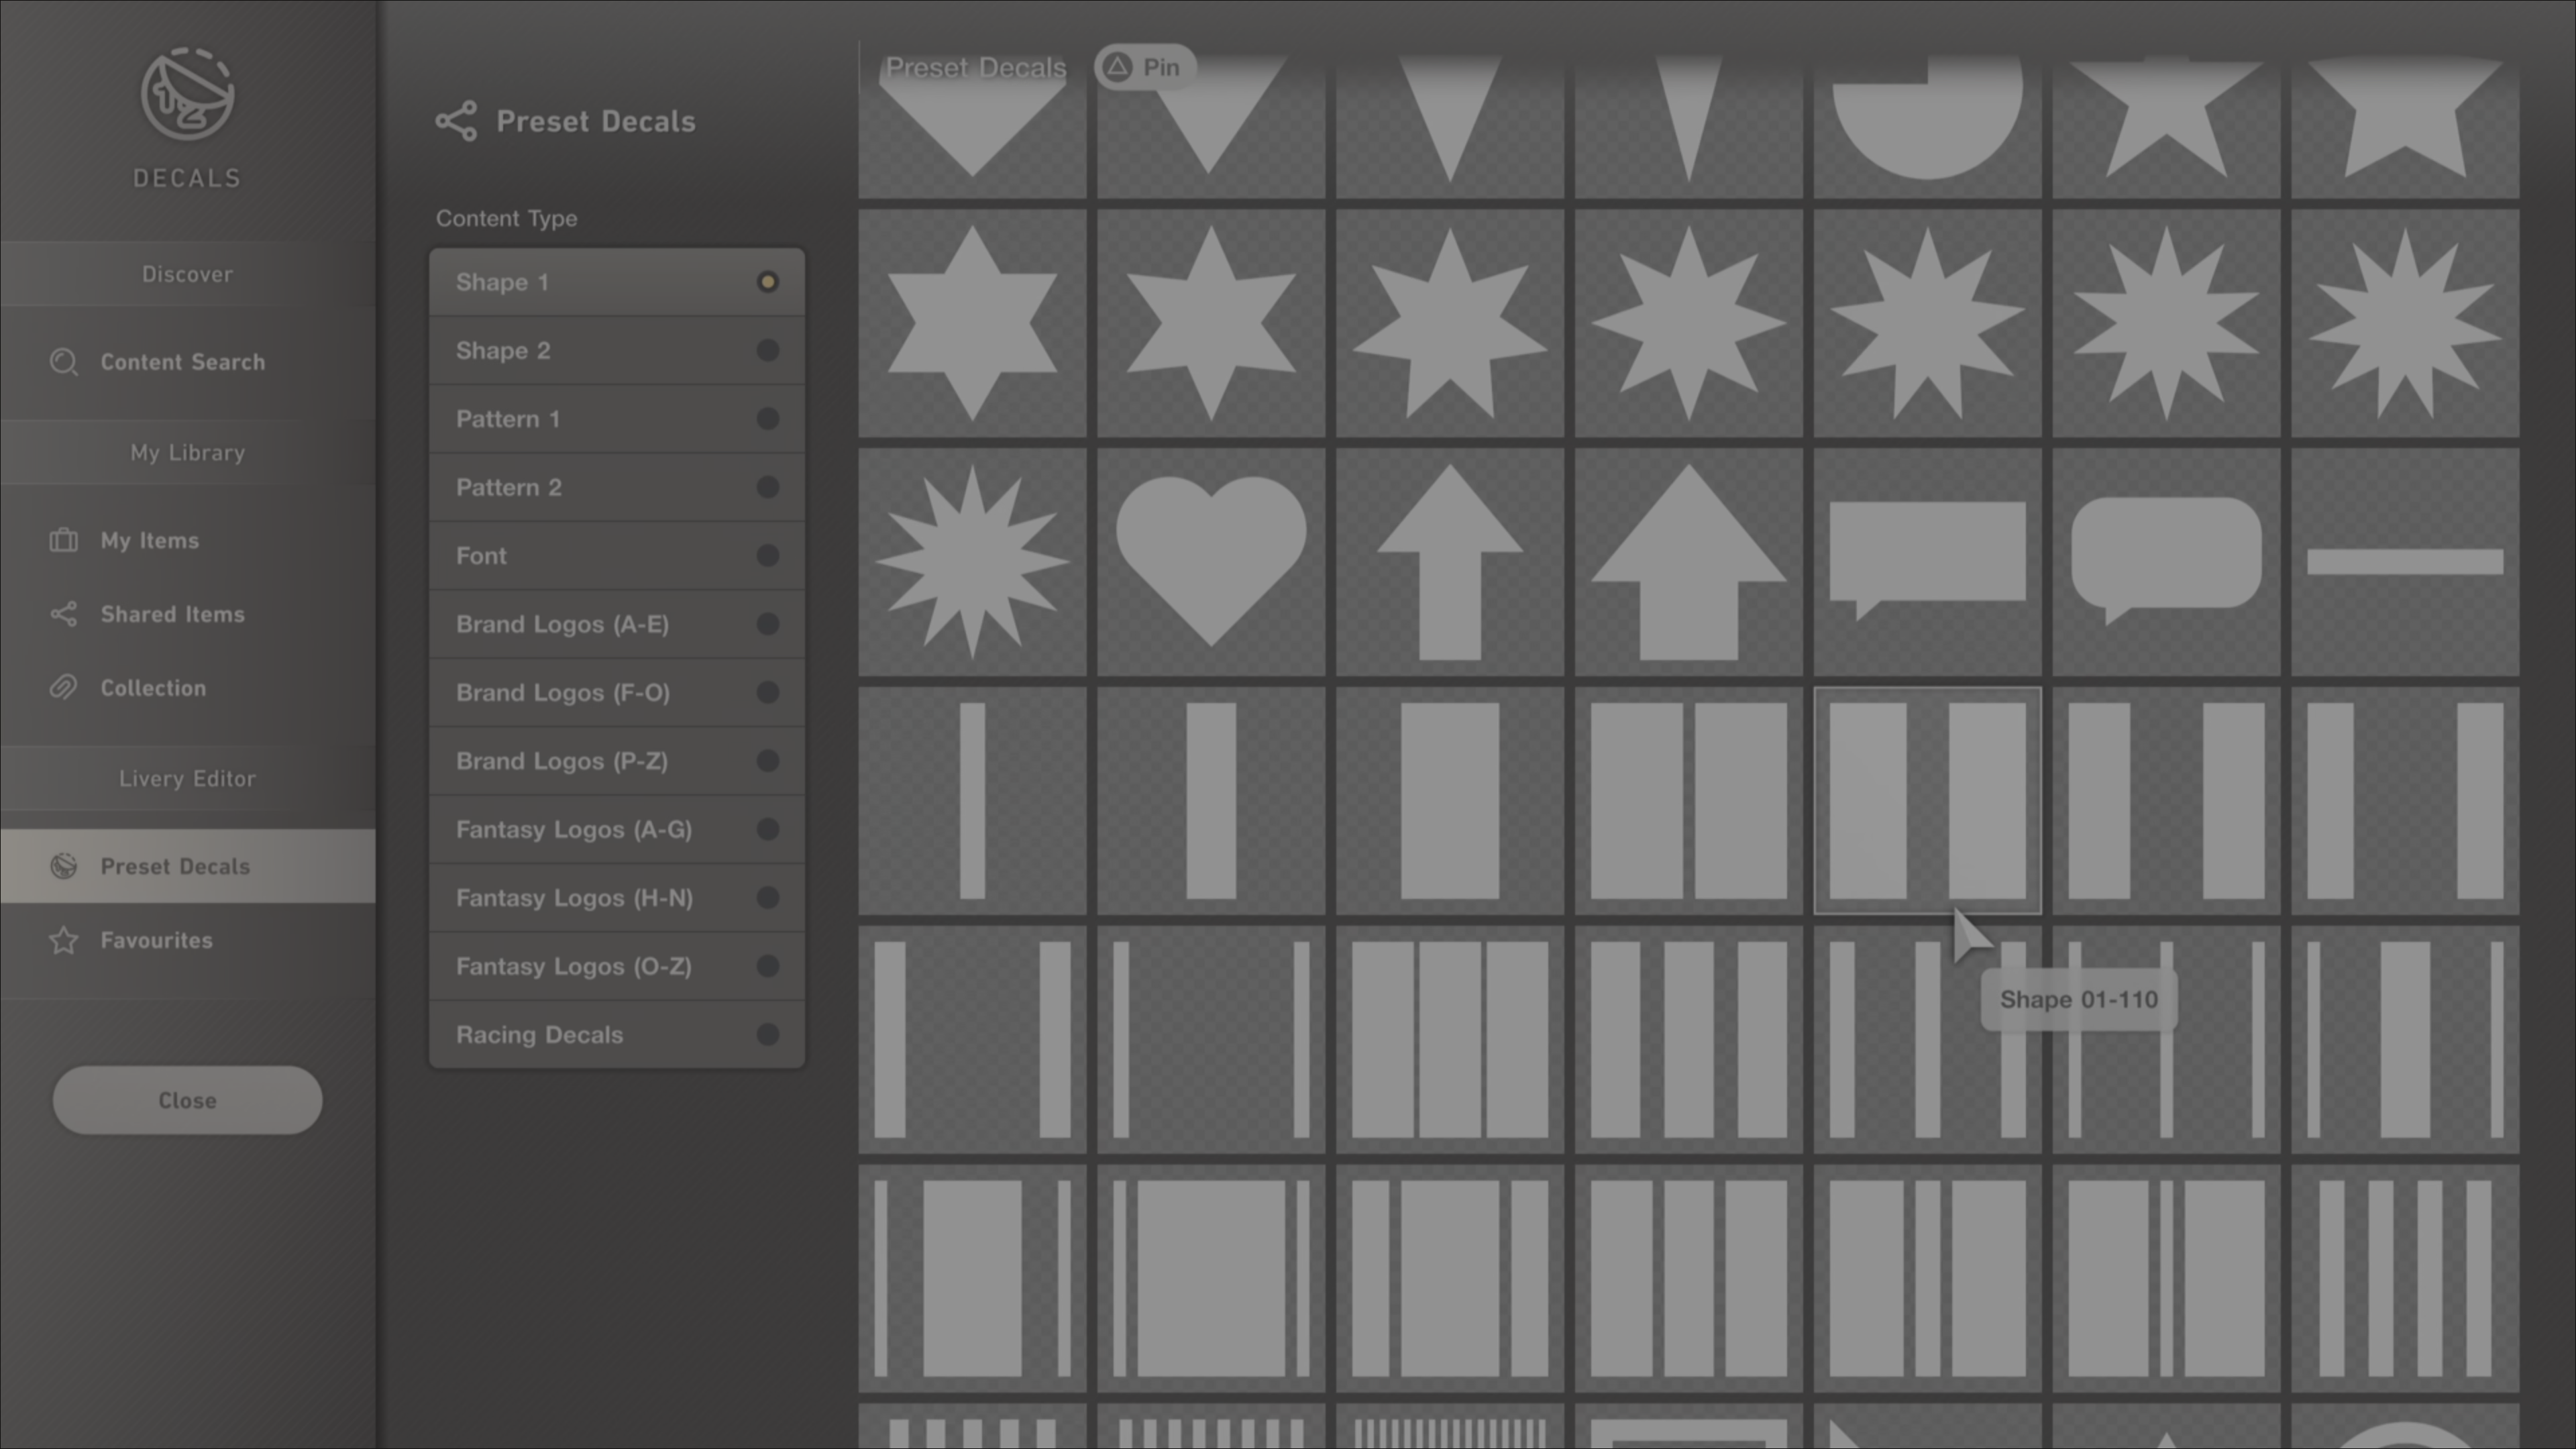 DECALS
Discover
Content Search
My Library
My Items
Shared Items
Collection
Livery Editor
Preset Decals
Favourites
Close
Preset Decals
Content Type
Shape 1
Shape 2
Pattern 1
Pattern 2
Font
Brand Logos (A-E)
Brand Logos (F-O)
Brand Logos (P-Z)
Fantasy Logos (A-G)
Fantasy Logos (H-N)
Fantasy Logos (O-Z)
Racing Decals
Preset Decals
Pin
Shape 01-110